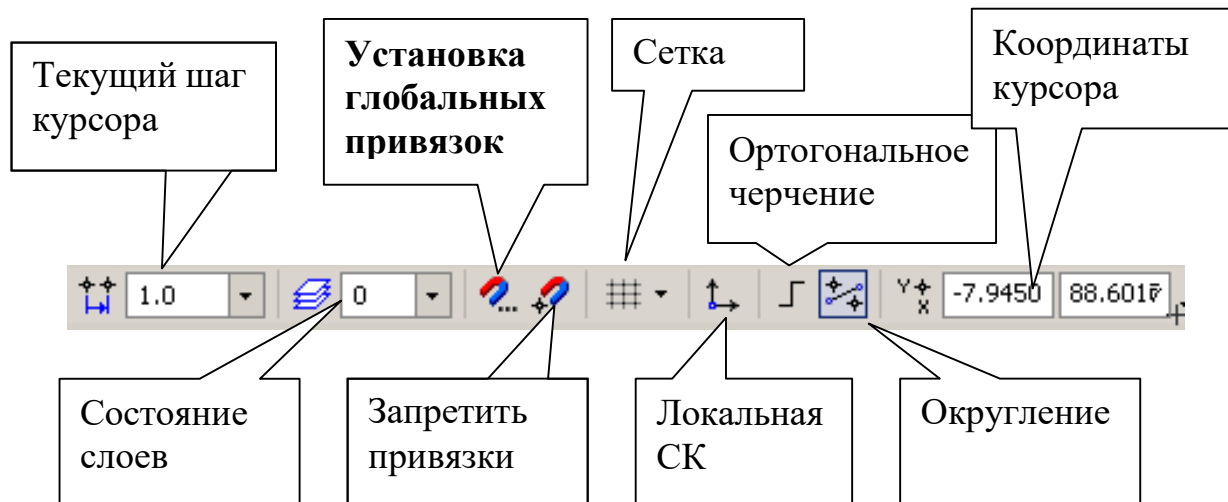 Текущий шаг
курсора
Установка
глобальных
привязок
Сетка
Ортогональное
черчение
Координаты
курсора
1.0
0
Y
X
-7.9450
88.601
Состояние
слоев
Запретить
привязки
Локальная
СК
Округление